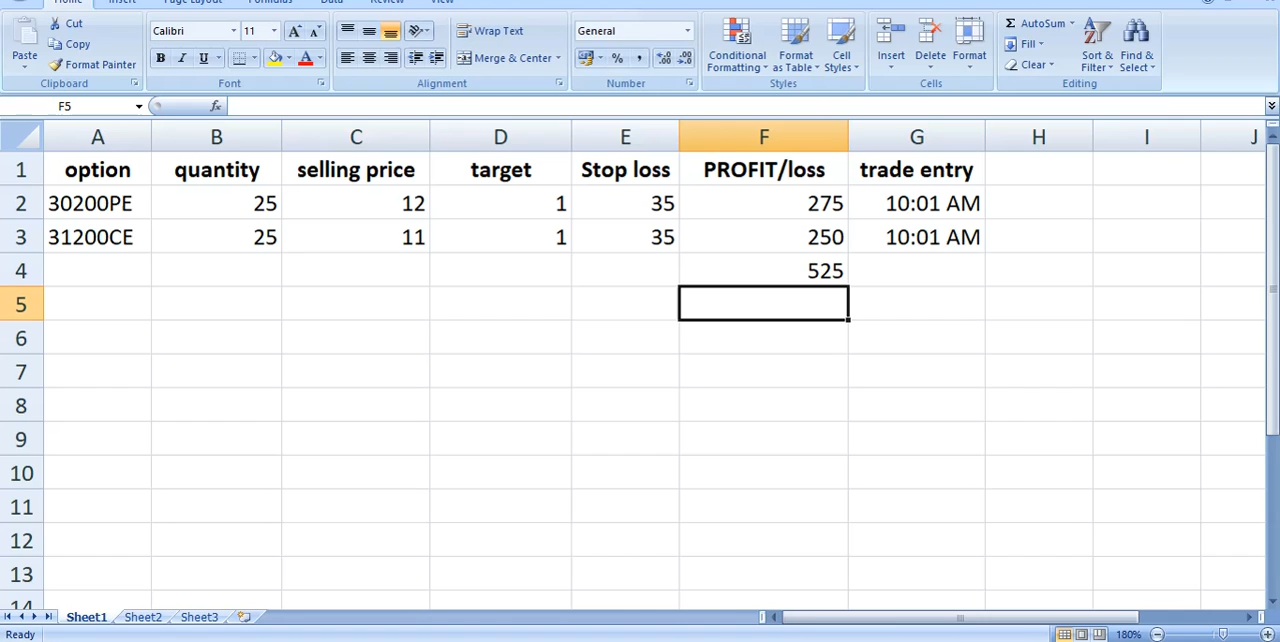 Home Insert Page Layout Formulas Data Review View
Paste
Cut
Copy
Format Painter
Clipboard
Calibri 11
B I U A
Font
Wrap Text
Merge & Center
Alignment
General
% ,
Number
Conditional Formatting
Format as Table
Cell Styles
Styles
Insert Delete Format
Cells
Σ AutoSum
Fill
Clear
Sort & Filter
Find & Select
Editing
F5 fx
A B C D E F G H I J
1 option quantity selling price target Stop loss PROFIT/loss trade entry
2 30200PE 25 12 1 35 275 10:01 AM
3 31200CE 25 11 1 35 250 10:01 AM
4 525
5
6
7
8
9
10
11
12
13
14
Sheet1 Sheet2 Sheet3
Ready 180%